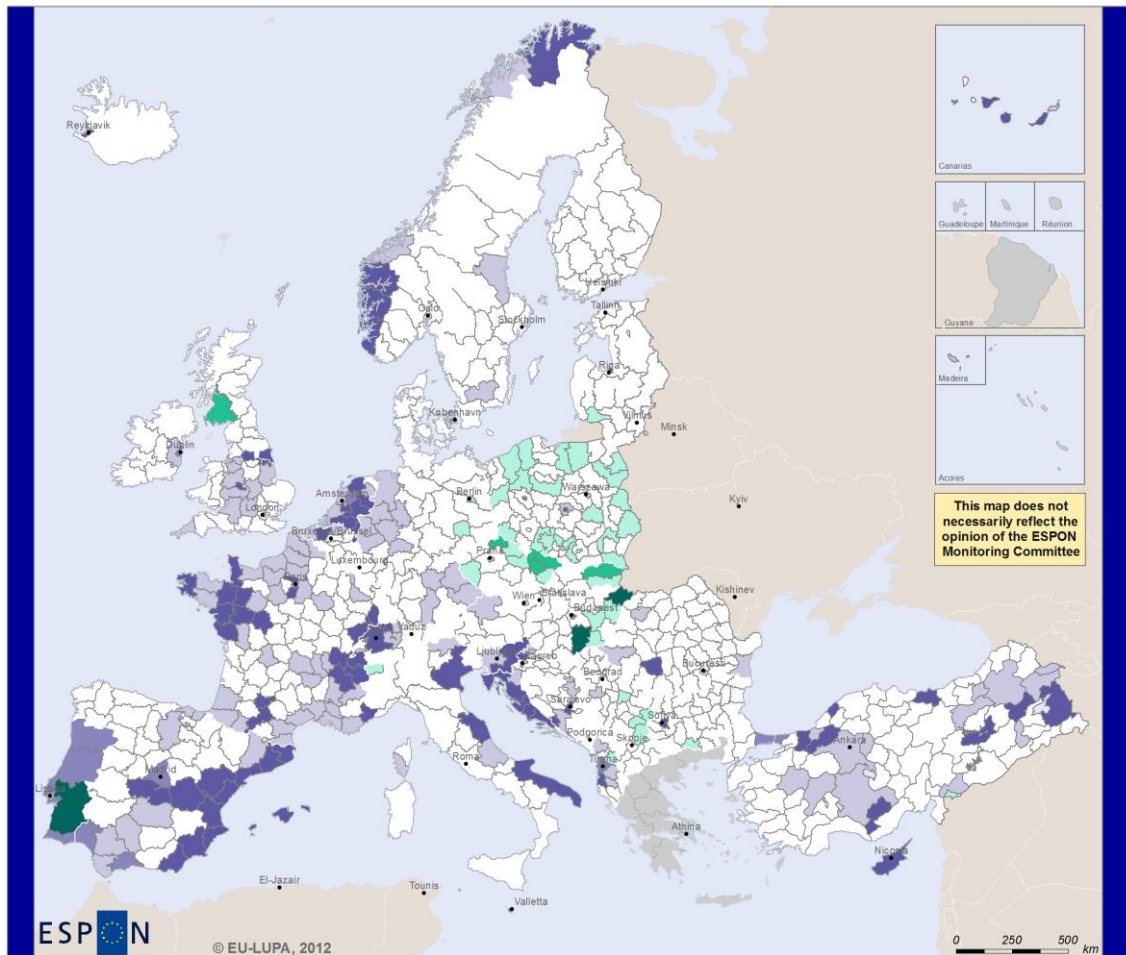 Reykjavik
Canarias
Guadeloupe
Martinique
Réunion
Guyane
Helsinki
Tallinn
Oslo
Stockholm
Madeira
Riga
København
Vilnius
Minsk
Dublin
Acores
Berlin
Warszawa
Amsterdam
London
Kyiv
This map does not
necessarily reflect the
opinion of the ESPON
Monitoring Committee
Bruxelles/Brussel
Praha
Luxembourg
Paris
Kishinev
Wien
Bratislava
Budapest
Vaduz
Zagreb
Bucuresti
Beograd
Sarajevo
Sofiya
Podgorica
Skopje
Ankara
Roma
Tirana
Madrid
Lisboa
Athina
Nicosia
El-Jazair
Tounis
Valletta
ESPON
© EU-LUPA, 2012
0 250 500
km